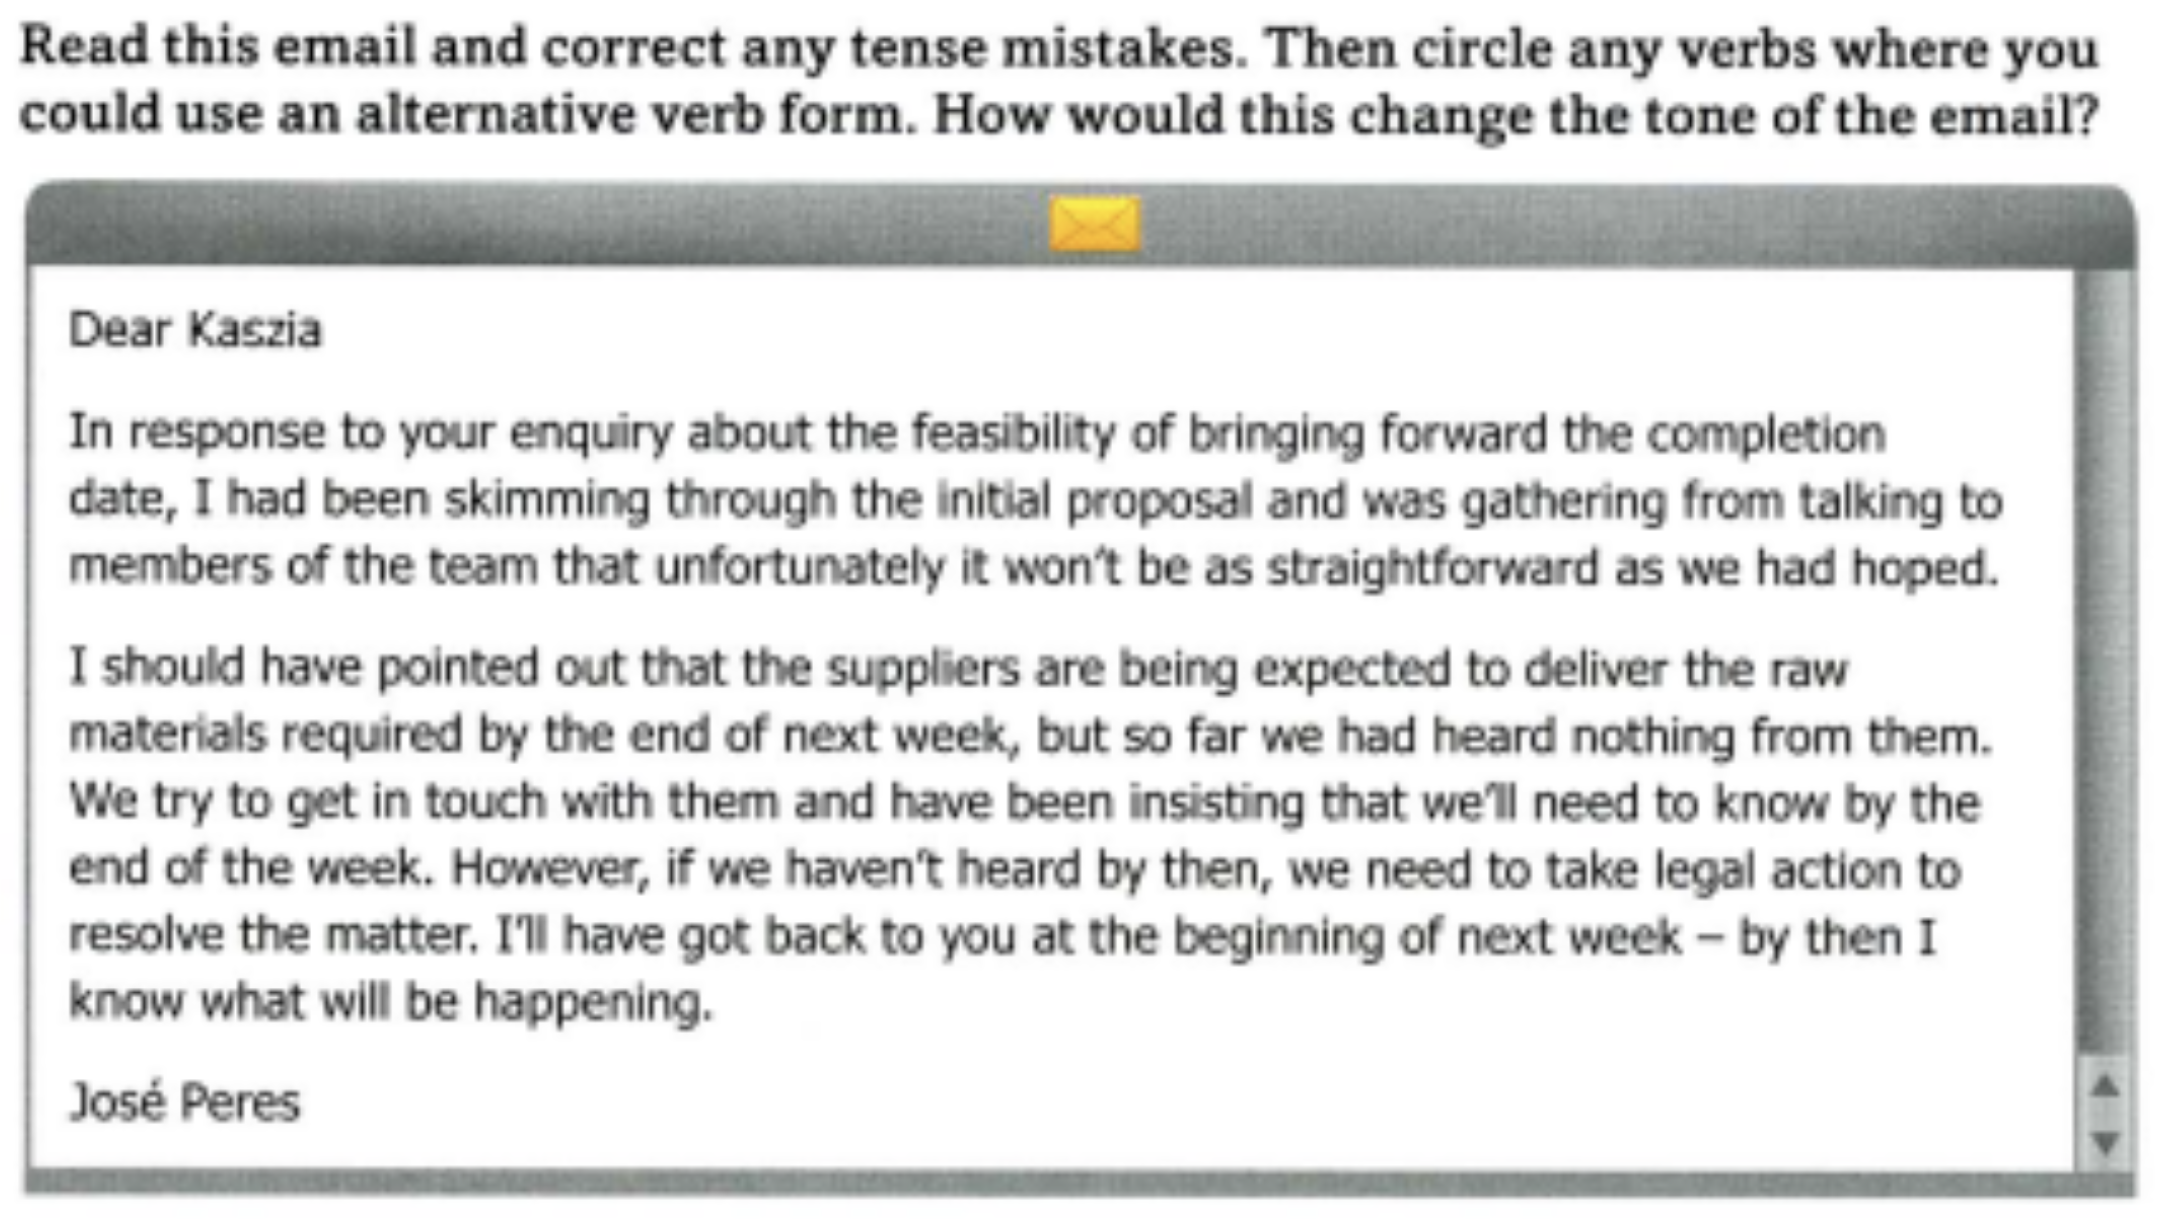 Read this email and correct any tense mistakes. Then circle any verbs where you
could use an alternative verb form. How would this change the tone of the email?
Dear Kaszia
In response to your enquiry about the feasibility of bringing forward the completion
date, I had been skimming through the initial proposal and was gathering from talking to
members of the team that unfortunately it won't be as straightforward as we had hoped.
I should have pointed out that the suppliers are being expected to deliver the raw
materials required by the end of next week, but so far we had heard nothing from them.
We try to get in touch with them and have been insisting that we'll need to know by the
end of the week. However, if we haven't heard by then, we need to take legal action to
resolve the matter. I'll have got back to you at the beginning of next week – by then I
know what will be happening.
José Peres